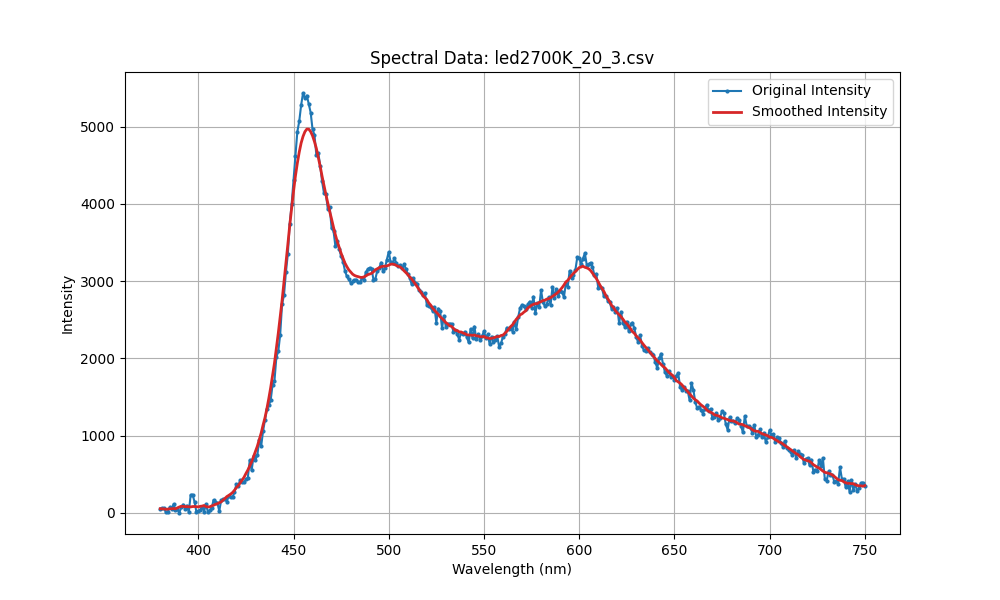 Spectral Data: led2700K_20_3.csv
Original Intensity
Smoothed Intensity
Intensity
5000
4000
3000
2000
1000
0
400 450 500 550 600 650 700 750
Wavelength (nm)